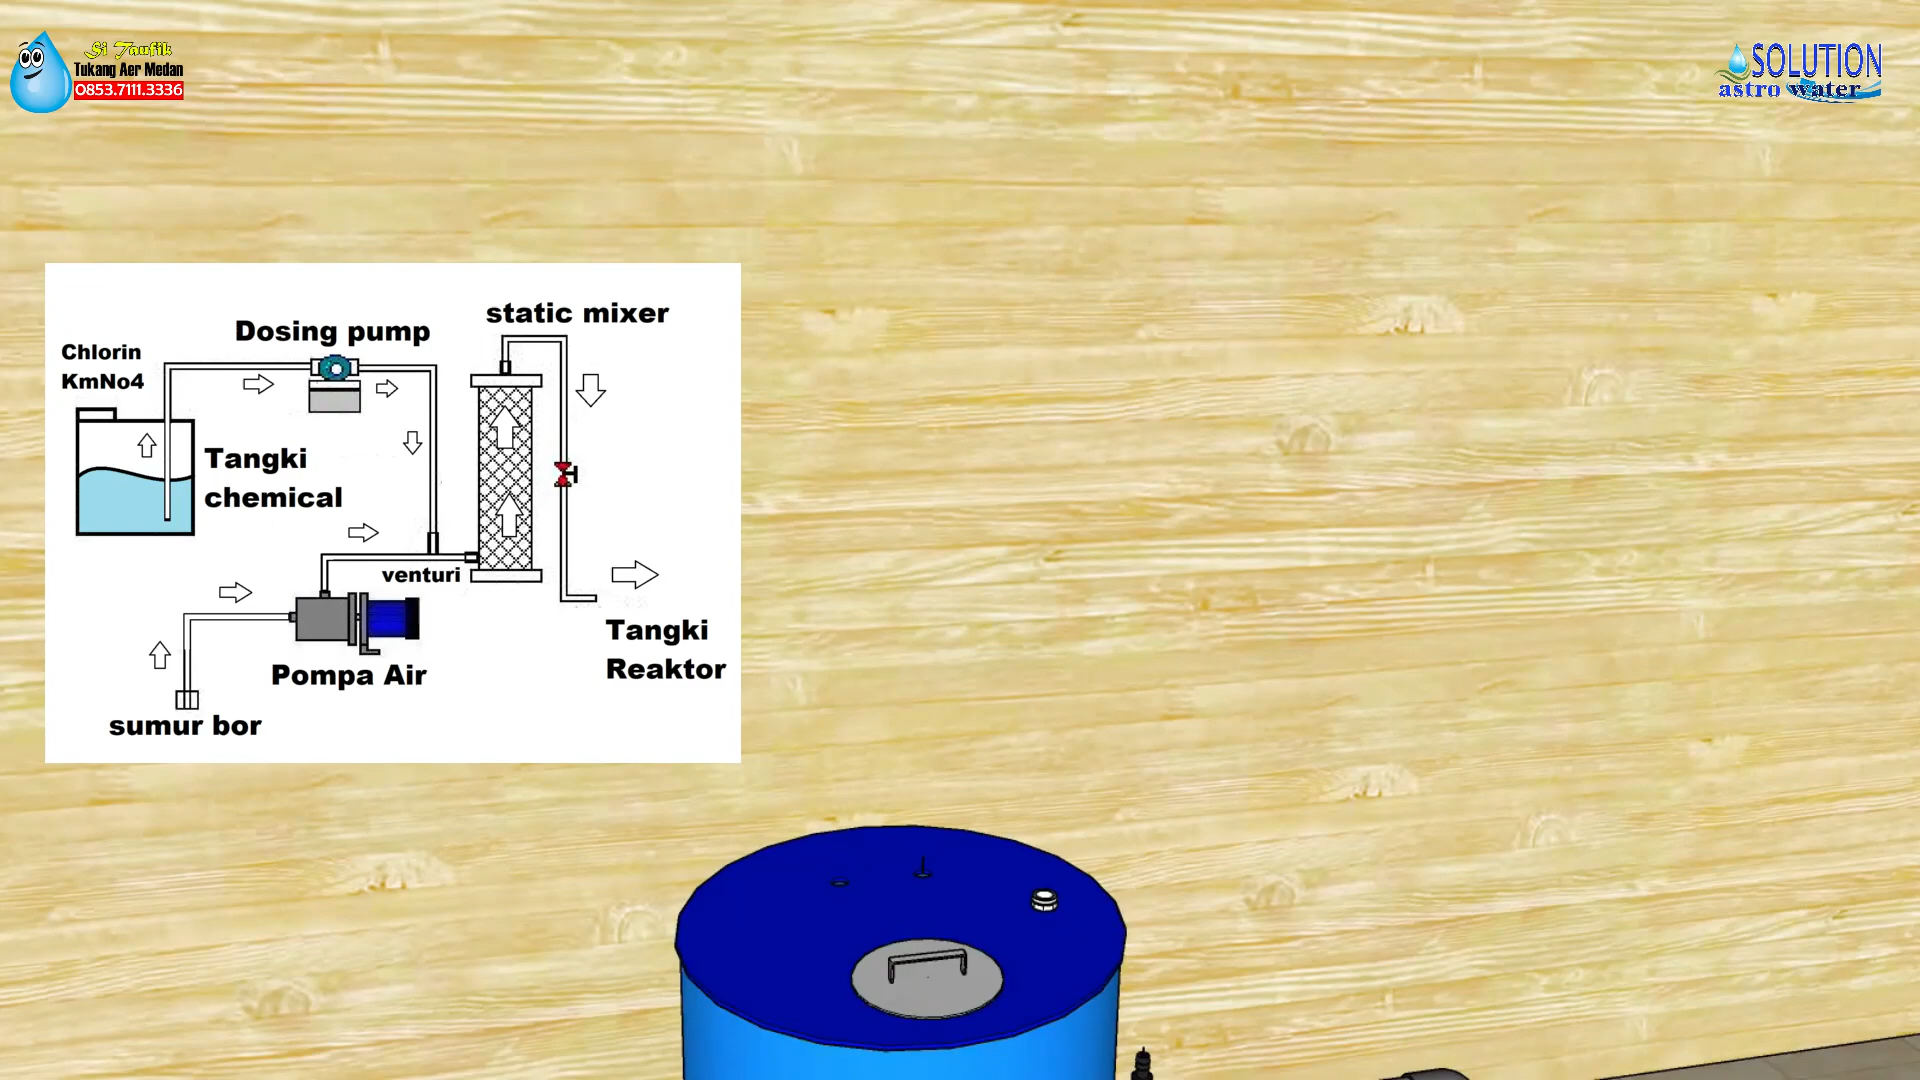 Si Taufik
Tukang Aer Medan
0853.7111.3336
SOLUTION
astro water
static mixer
Dosing pump
Chlorin
KmNo4
Tangki
chemical
venturi
Tangki
Reaktor
Pompa Air
sumur bor